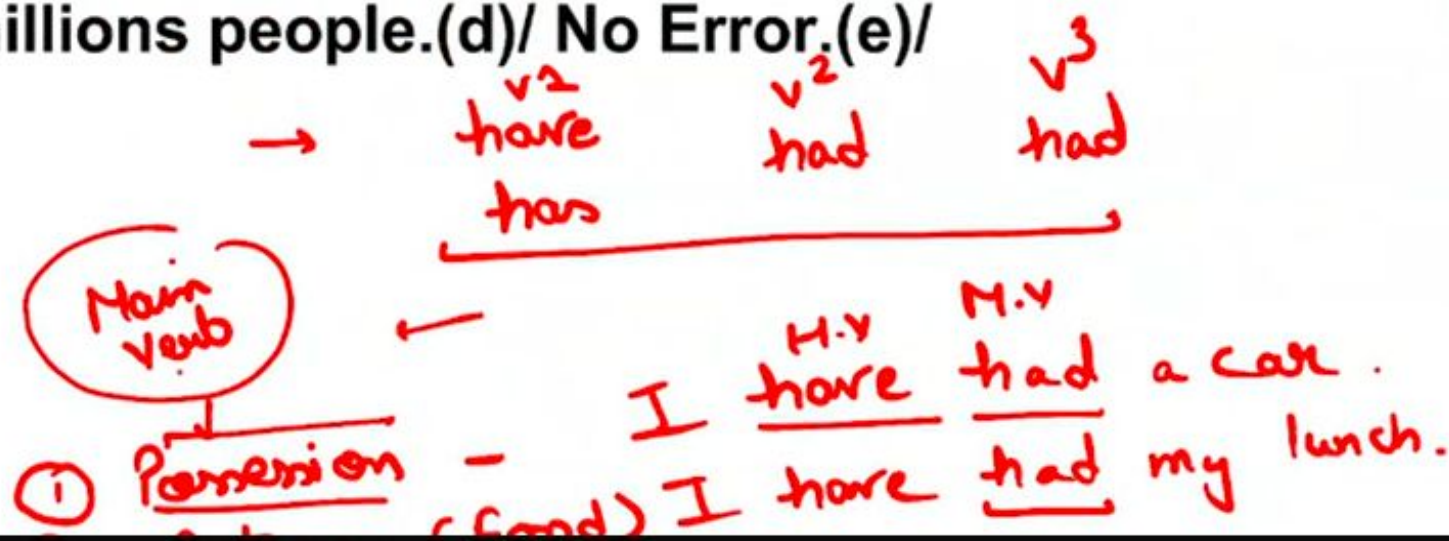 illions people.(d)/ No Error.(e)/
v1 v2 v3
→ have had had
has
Main verb
H.V M.V
I have had a car.
① Possession -
(food) I have had my lunch.